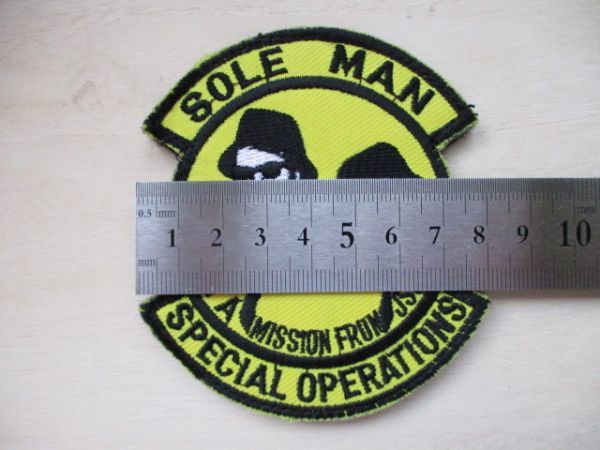 SOLE MAN
0.5 mm
1 2 3 4 5 6 7 8 9 10
mm
A MISSION FROM
SPECIAL OPERATIONS